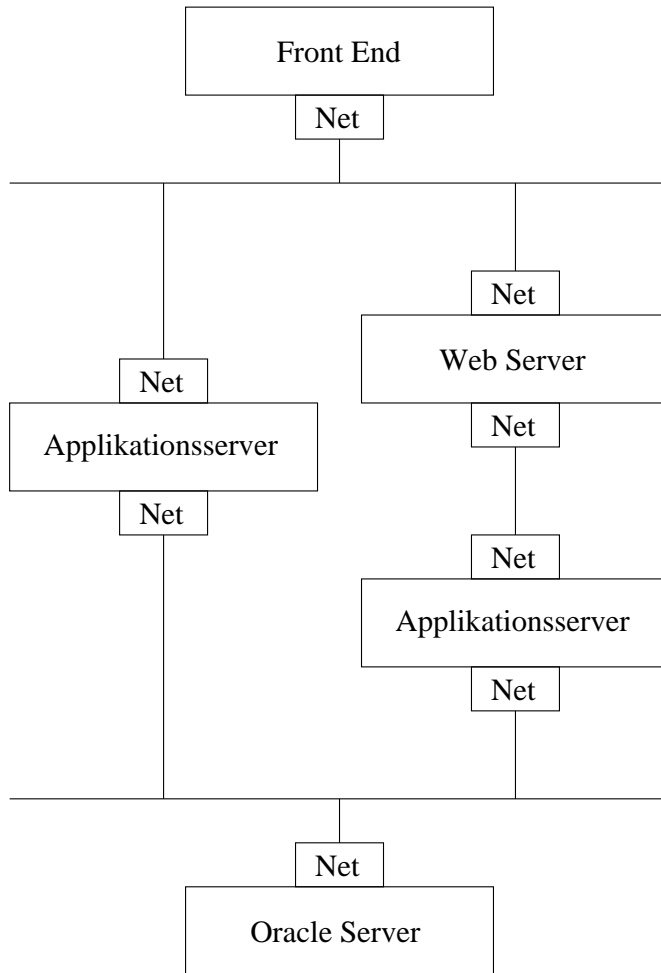 Front End
Net
Net
Web Server
Net
Applikationsserver
Net
Net
Net
Applikationsserver
Net
Net
Oracle Server